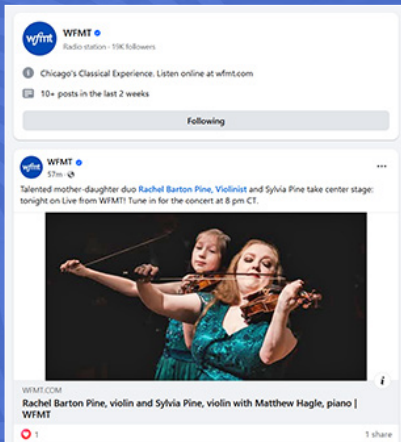 wfmt
WFMT
Radio station · 19K followers
Chicago's Classical Experience. Listen online at wfmt.com
10+ posts in the last 2 weeks
Following
wfmt
WFMT
57m ·
Talented mother-daughter duo Rachel Barton Pine, Violinist and Sylvia Pine take center stage:
tonight on Live from WFMT! Tune in for the concert at 8 pm CT.
WFMT.COM
Rachel Barton Pine, violin and Sylvia Pine, violin with Matthew Hagle, piano |
WFMT
1
1 share